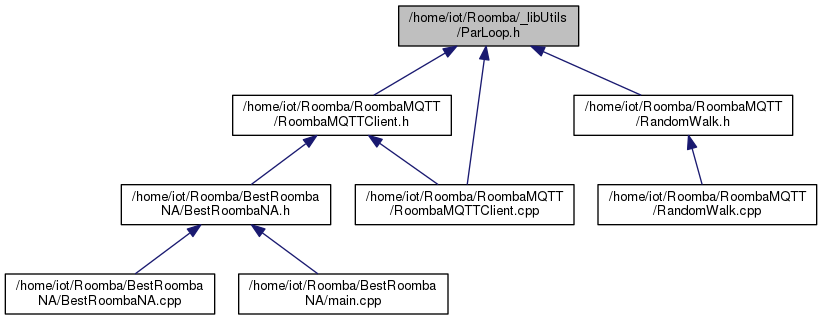 /home/iot/Roomba/_libUtils
/ParLoop.h
/home/iot/Roomba/RoombaMQTT
/RoombaMQTTClient.h
/home/iot/Roomba/RoombaMQTT
/RandomWalk.h
/home/iot/Roomba/BestRoomba
NA/BestRoombaNA.h
/home/iot/Roomba/RoombaMQTT
/RoombaMQTTClient.cpp
/home/iot/Roomba/RoombaMQTT
/RandomWalk.cpp
/home/iot/Roomba/BestRoomba
NA/BestRoombaNA.cpp
/home/iot/Roomba/BestRoomba
NA/main.cpp